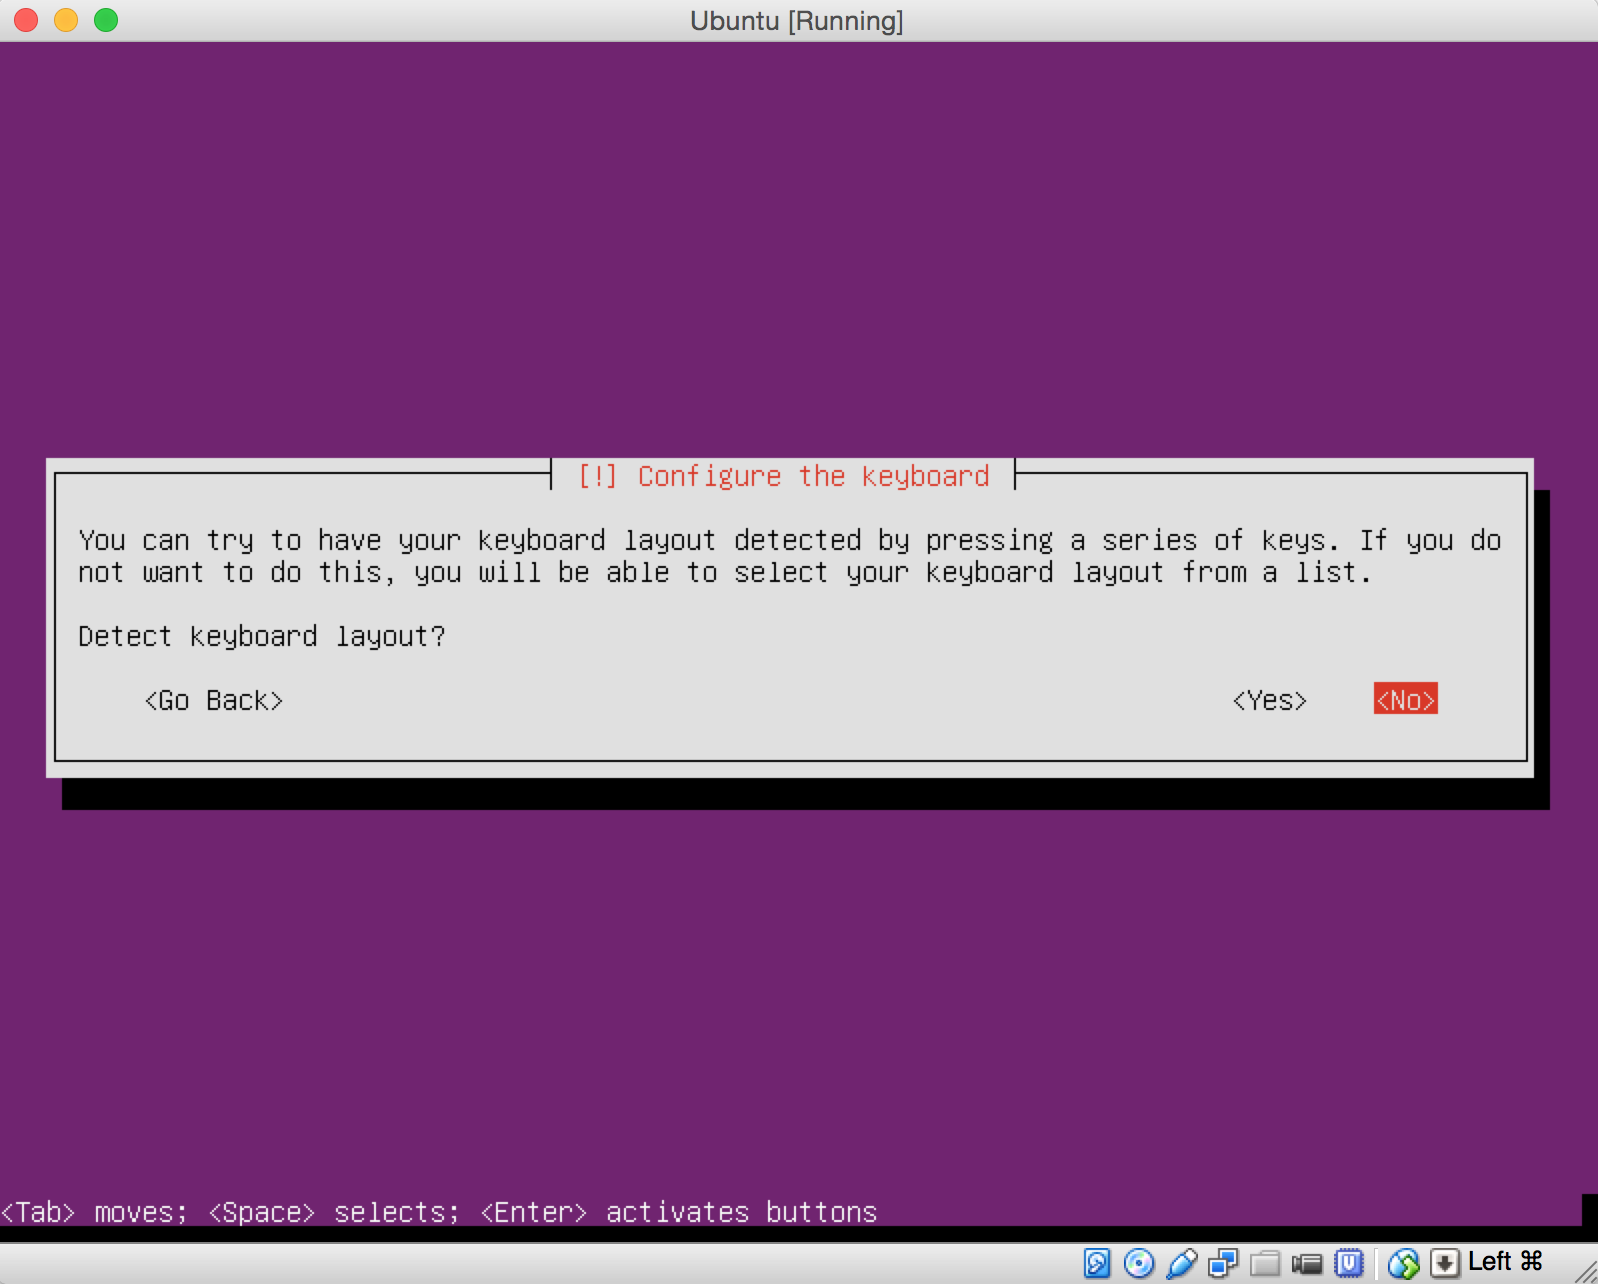 Ubuntu [Running]
[!] Configure the keyboard
You can try to have your keyboard layout detected by pressing a series of keys. If you do
not want to do this, you will be able to select your keyboard layout from a list.
Detect keyboard layout?
<Go Back> <Yes> <No>
<Tab> moves; <Space> selects; <Enter> activates buttons
Left ⌘